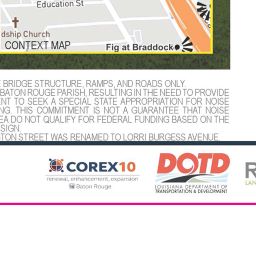 Education St
dship Church
CONTEXT MAP
Fig at Braddock
BRIDGE STRUCTURE, RAMPS, AND ROADS ONLY.
BATON ROUGE PARISH, RESULTING IN THE NEED TO PROVIDE
ENT TO SEEK A SPECIAL STATE APPROPRIATION FOR NOISE
NG. THIS COMMITMENT IS NOT A GUARANTEE THAT NOISE
EA DO NOT QUALIFY FOR FEDERAL FUNDING BASED ON THE
SIGN.
TON STREET WAS RENAMED TO LORRI BURGESS AVENUE.
COREX10
renewal, enhancement, expansion
Baton Rouge
DOTD
LOUISIANA DEPARTMENT OF
TRANSPORTATION & DEVELOPMENT
R
LAN